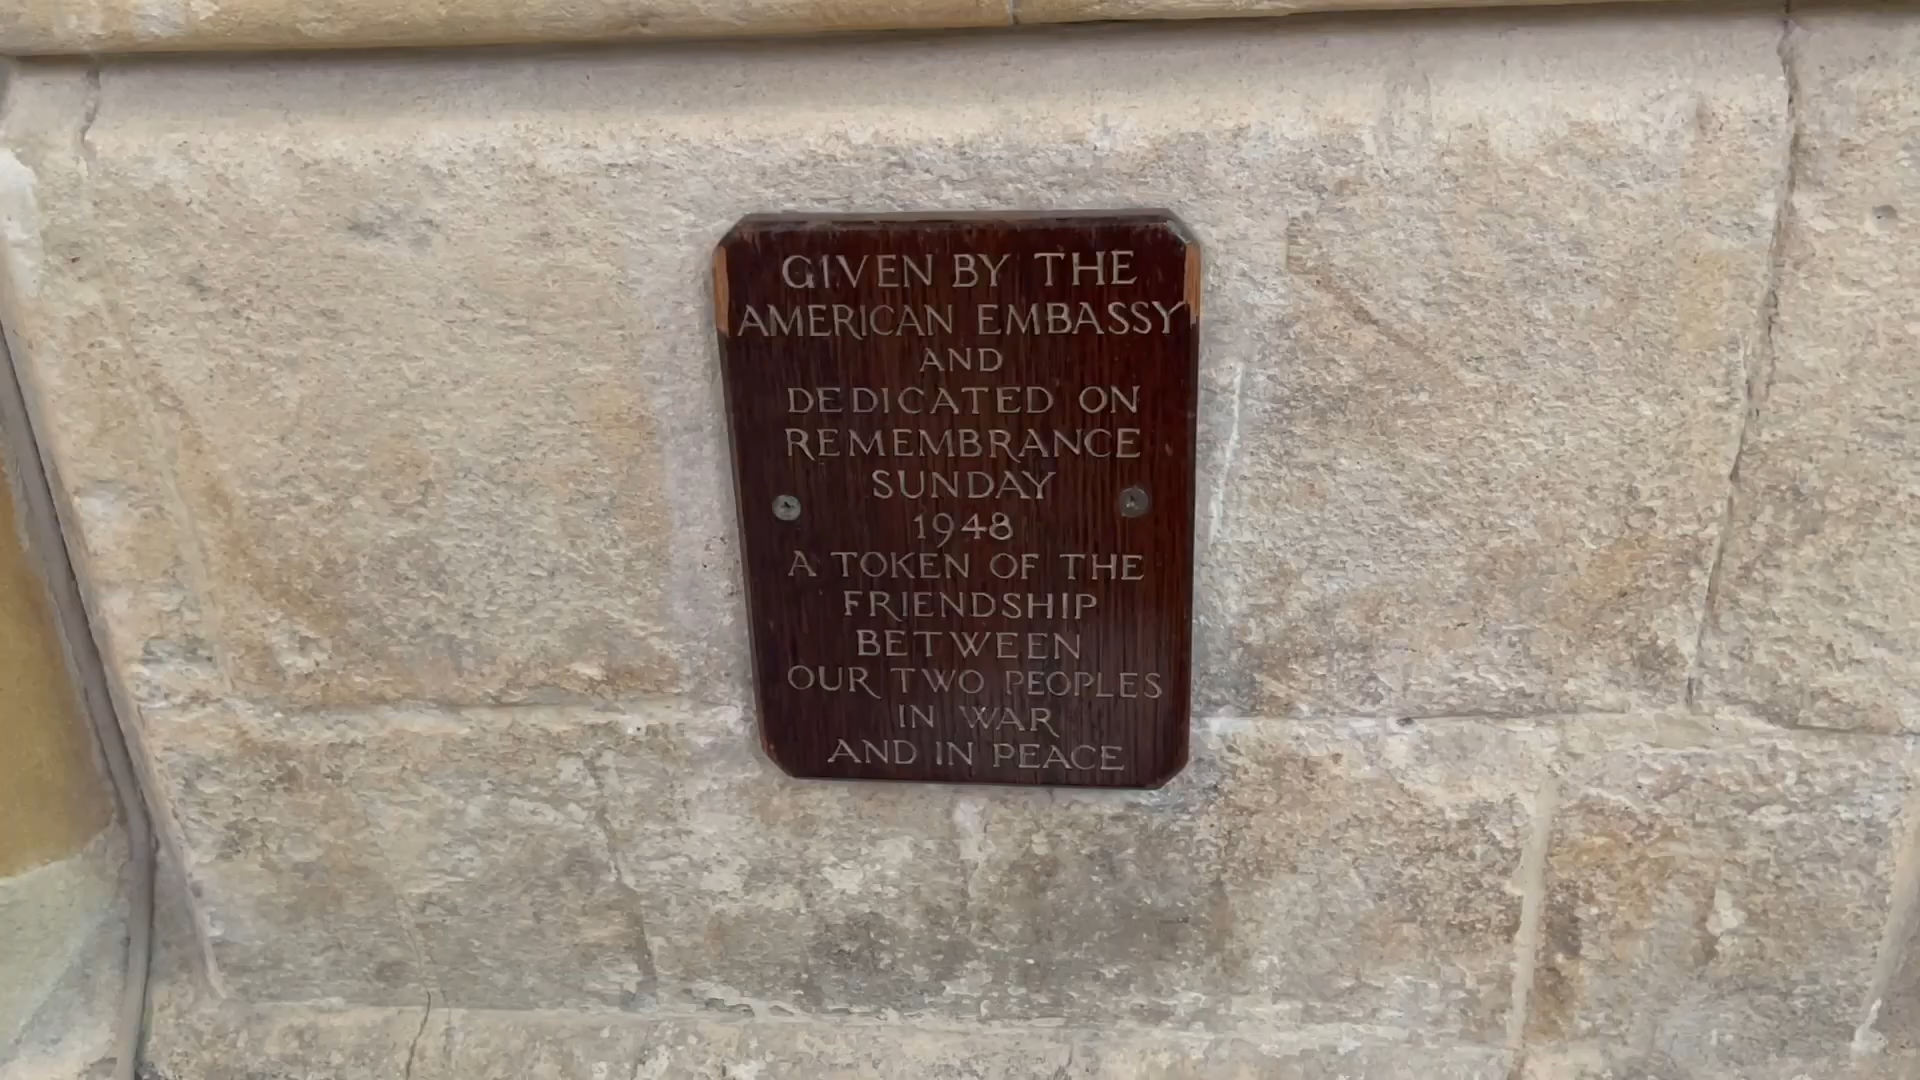 GIVEN BY THE
AMERICAN EMBASSY
AND
DEDICATED ON
REMEMBRANCE
SUNDAY
1948
A TOKEN OF THE
FRIENDSHIP
BETWEEN
OUR TWO PEOPLES
IN WAR
AND IN PEACE